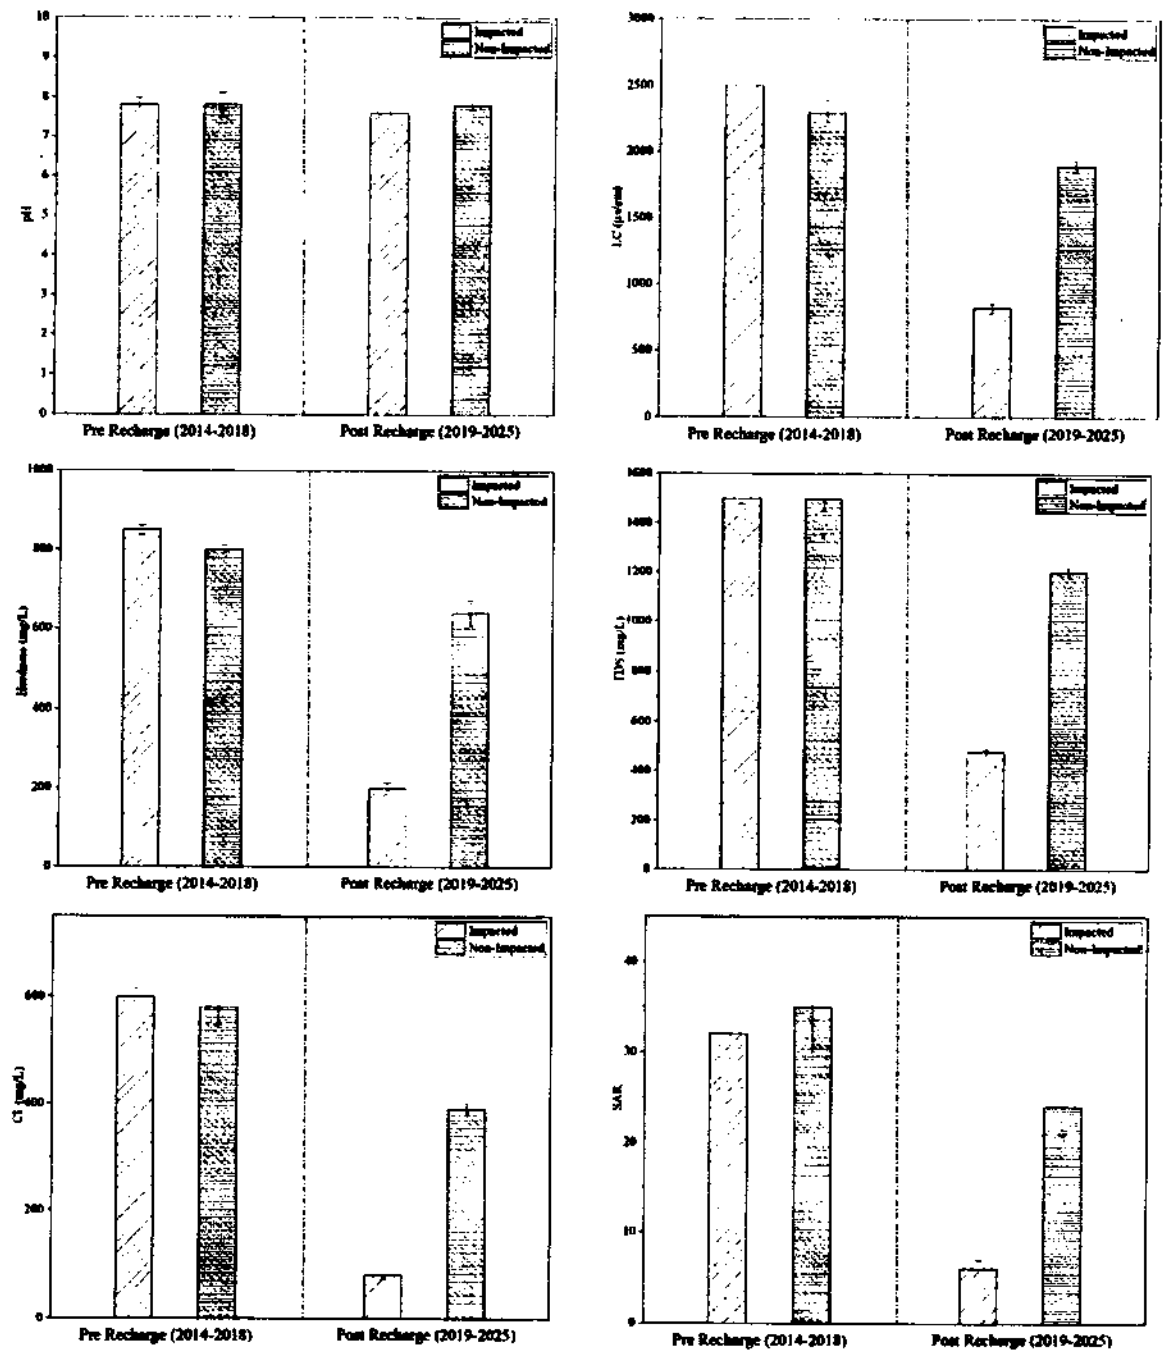 10
9
8
7
6
5
4
3
2
1
0
pH
Impacted
Non-Impacted
Pre Recharge (2014-2018)
Post Recharge (2019-2025)
3000
2500
2000
1500
1000
500
0
EC (µs/cm)
Impacted
Non-Impacted
Pre Recharge (2014-2018)
Post Recharge (2019-2025)
1000
800
600
400
200
0
Hardness (mg/L)
Impacted
Non-Impacted
Pre Recharge (2014-2018)
Post Recharge (2019-2025)
1600
1400
1200
1000
800
600
400
200
0
TDS (mg/L)
Impacted
Non-Impacted
Pre Recharge (2014-2018)
Post Recharge (2019-2025)
600
400
200
0
(mg/L)
Impacted
Non-Impacted
Pre Recharge (2014-2018)
Post Recharge (2019-2025)
40
30
20
10
0
SAR
Impacted
Non-Impacted
Pre Recharge (2014-2018)
Post Recharge (2019-2025)